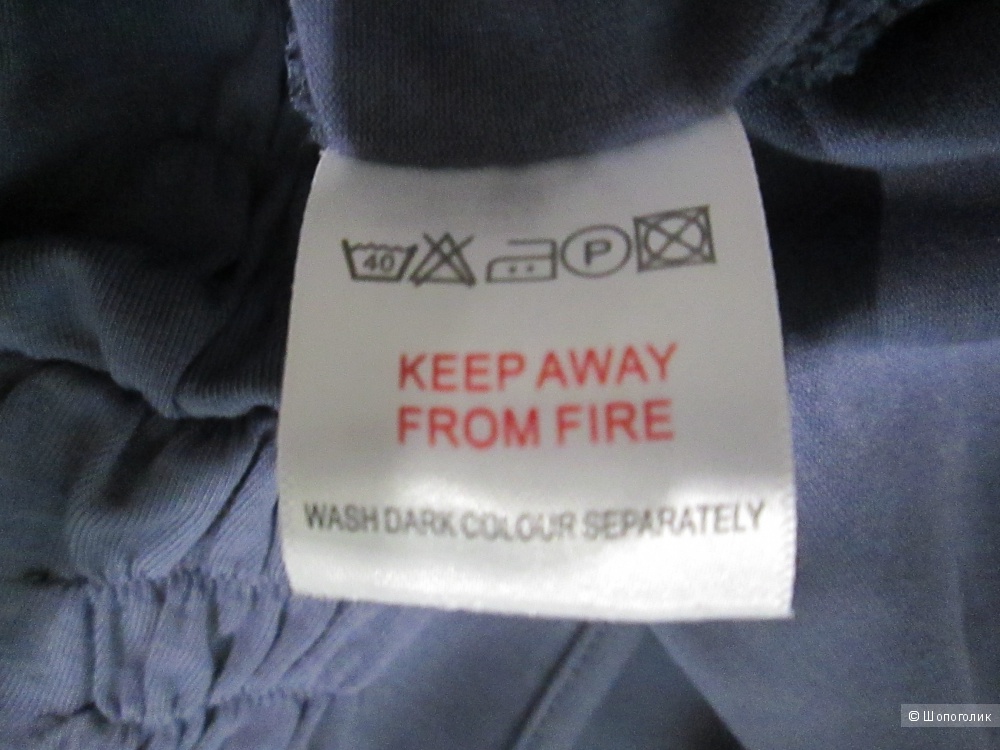 40 P
KEEP AWAY
FROM FIRE
WASH DARK COLOUR SEPARATELY
© Шопоголик